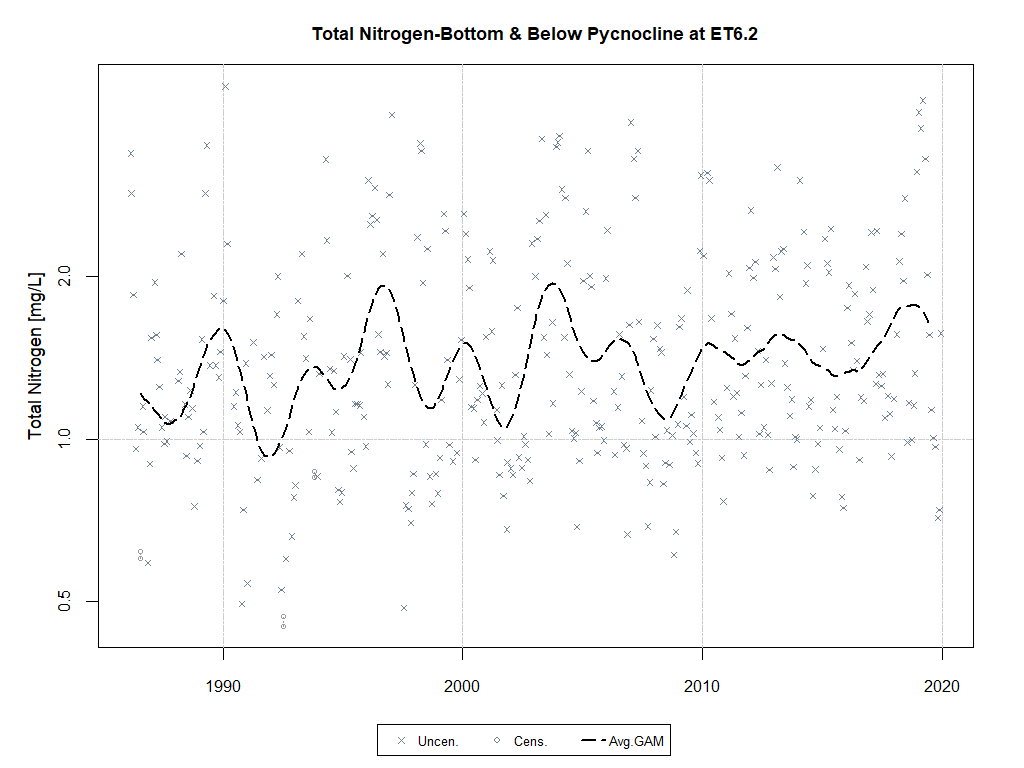 Total Nitrogen-Bottom & Below Pycnocline at ET6.2
Total Nitrogen [mg/L]
2.0
1.0
0.5
1990 2000 2010 2020
Uncen. Cens. Avg.GAM